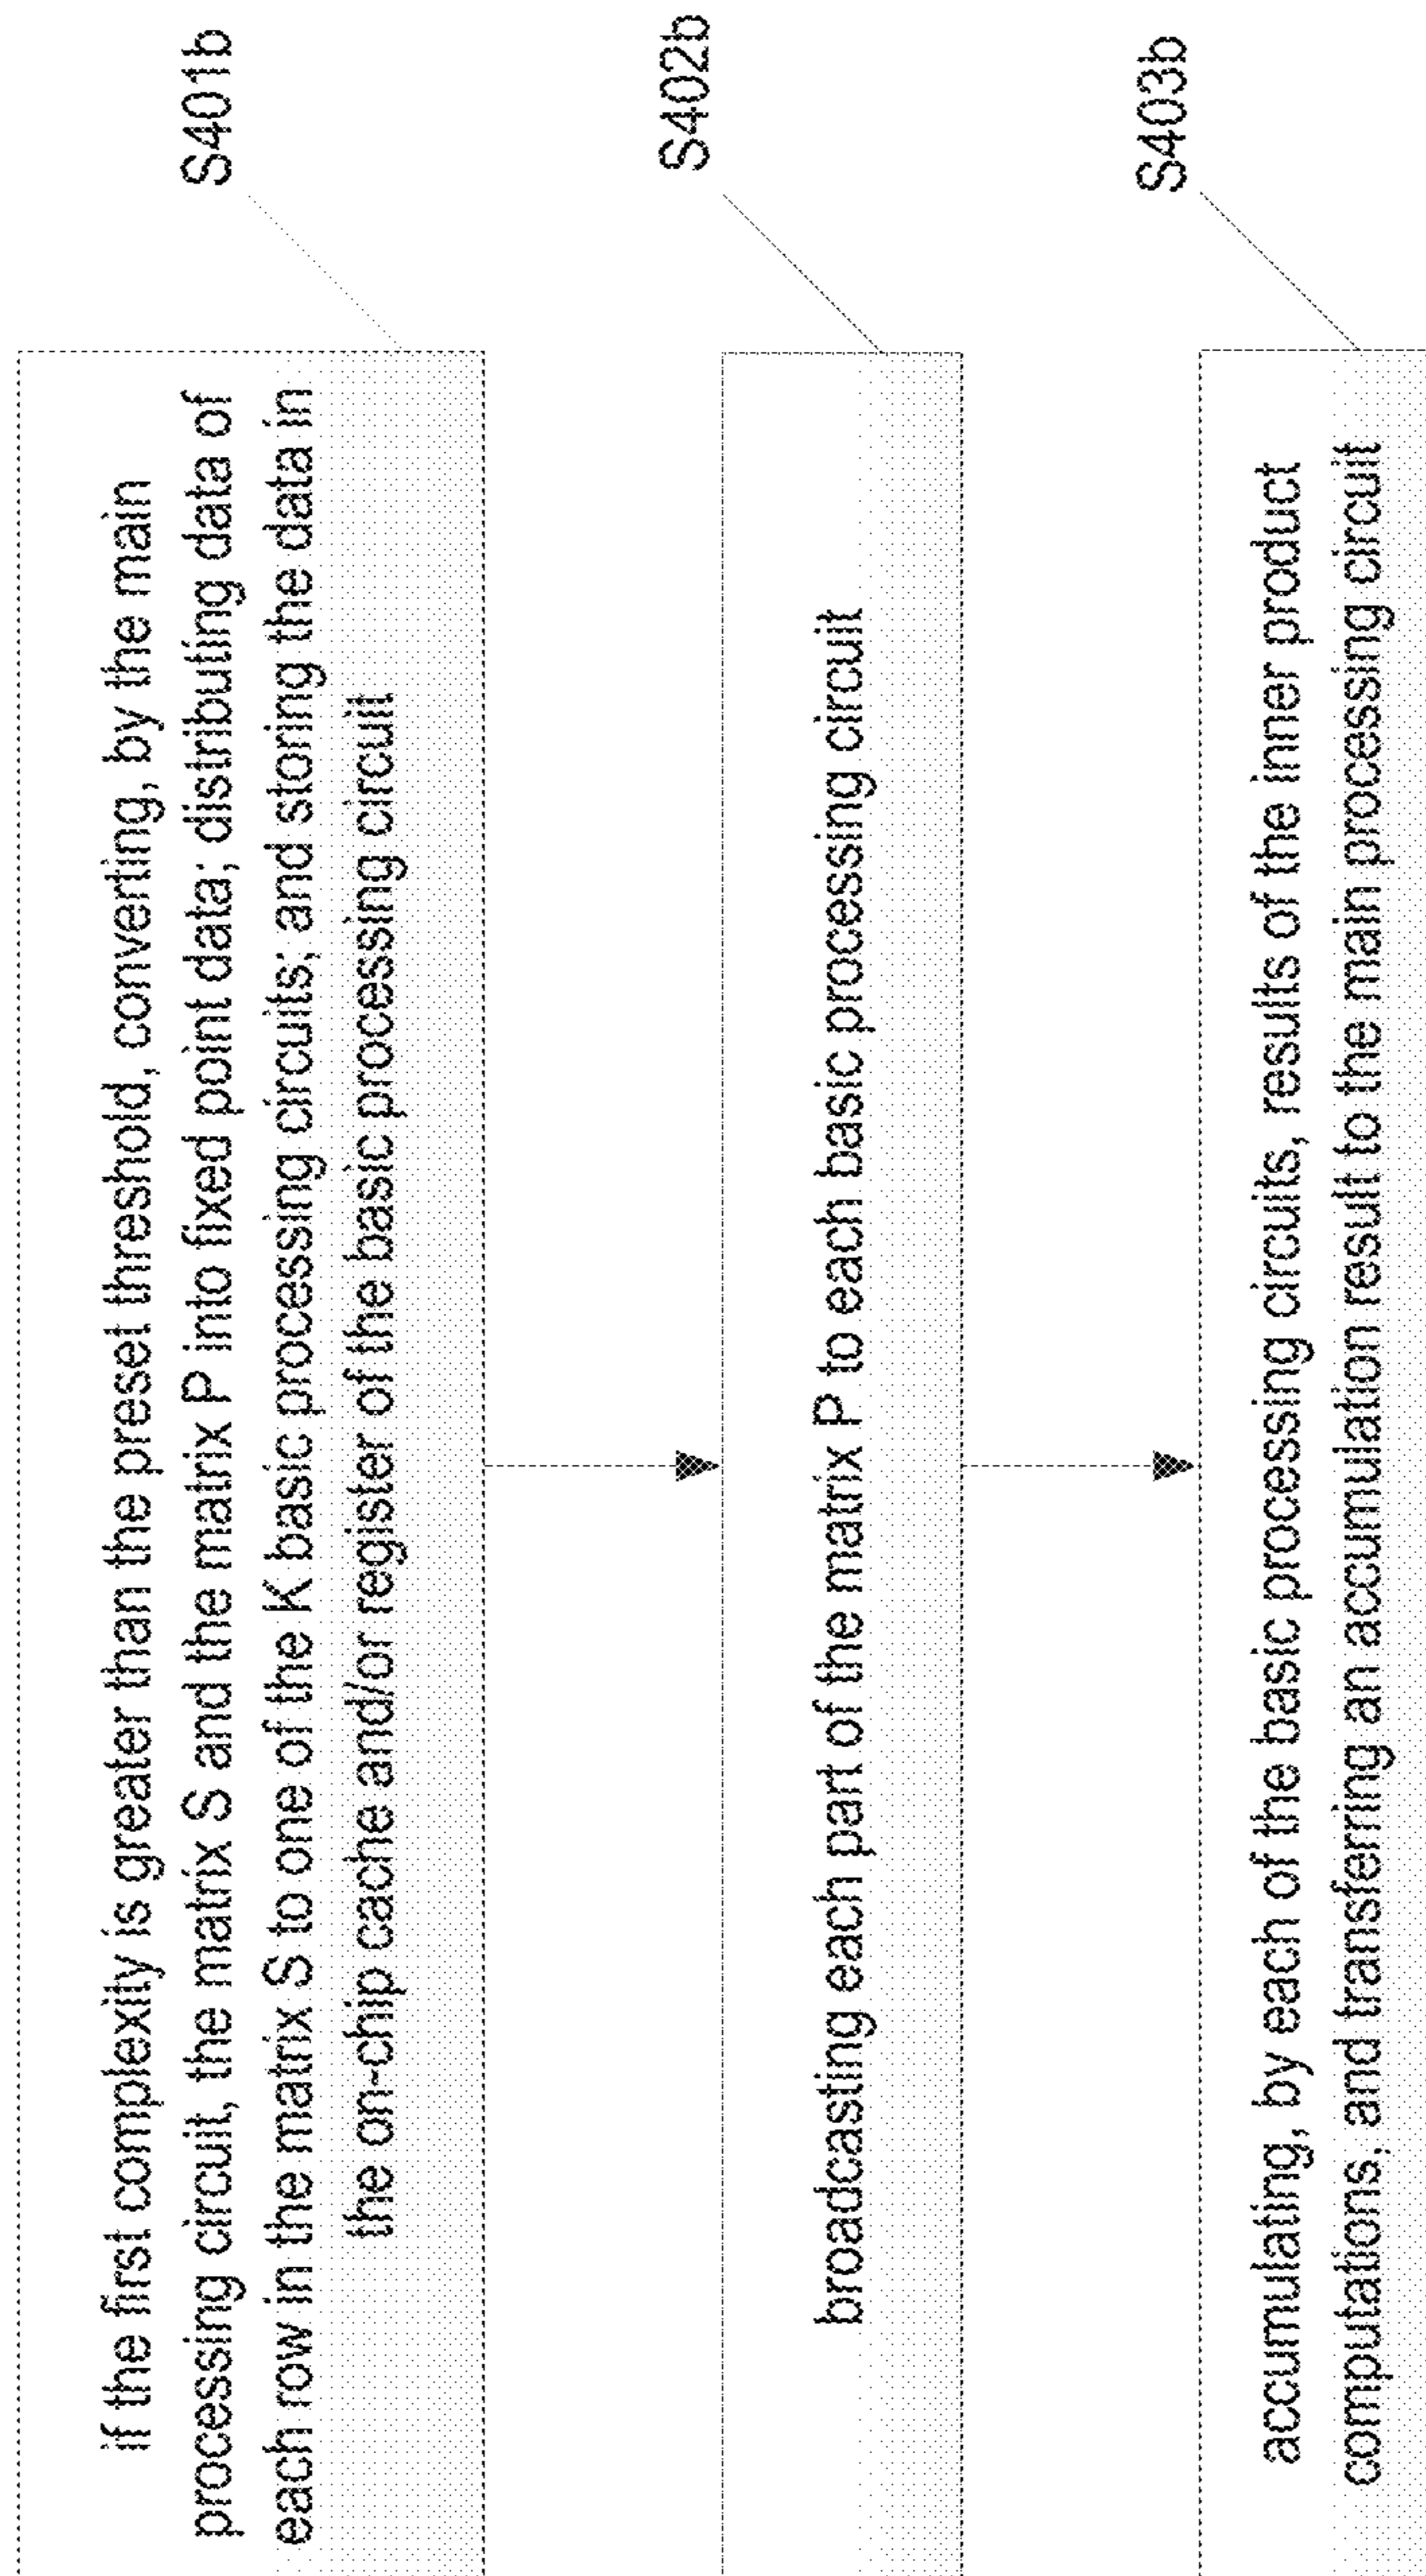 S401b
if the first complexity is greater than the preset threshold, converting, by the main
processing circuit, the matrix S and the matrix P into fixed point data; distributing data of
each row in the matrix S to one of the K basic processing circuits; and storing the data in
the on-chip cache and/or register of the basic processing circuit
S402b
broadcasting each part of the matrix P to each basic processing circuit
S403b
accumulating, by each of the basic processing circuits, results of the inner product
computations, and transferring an accumulation result to the main processing circuit